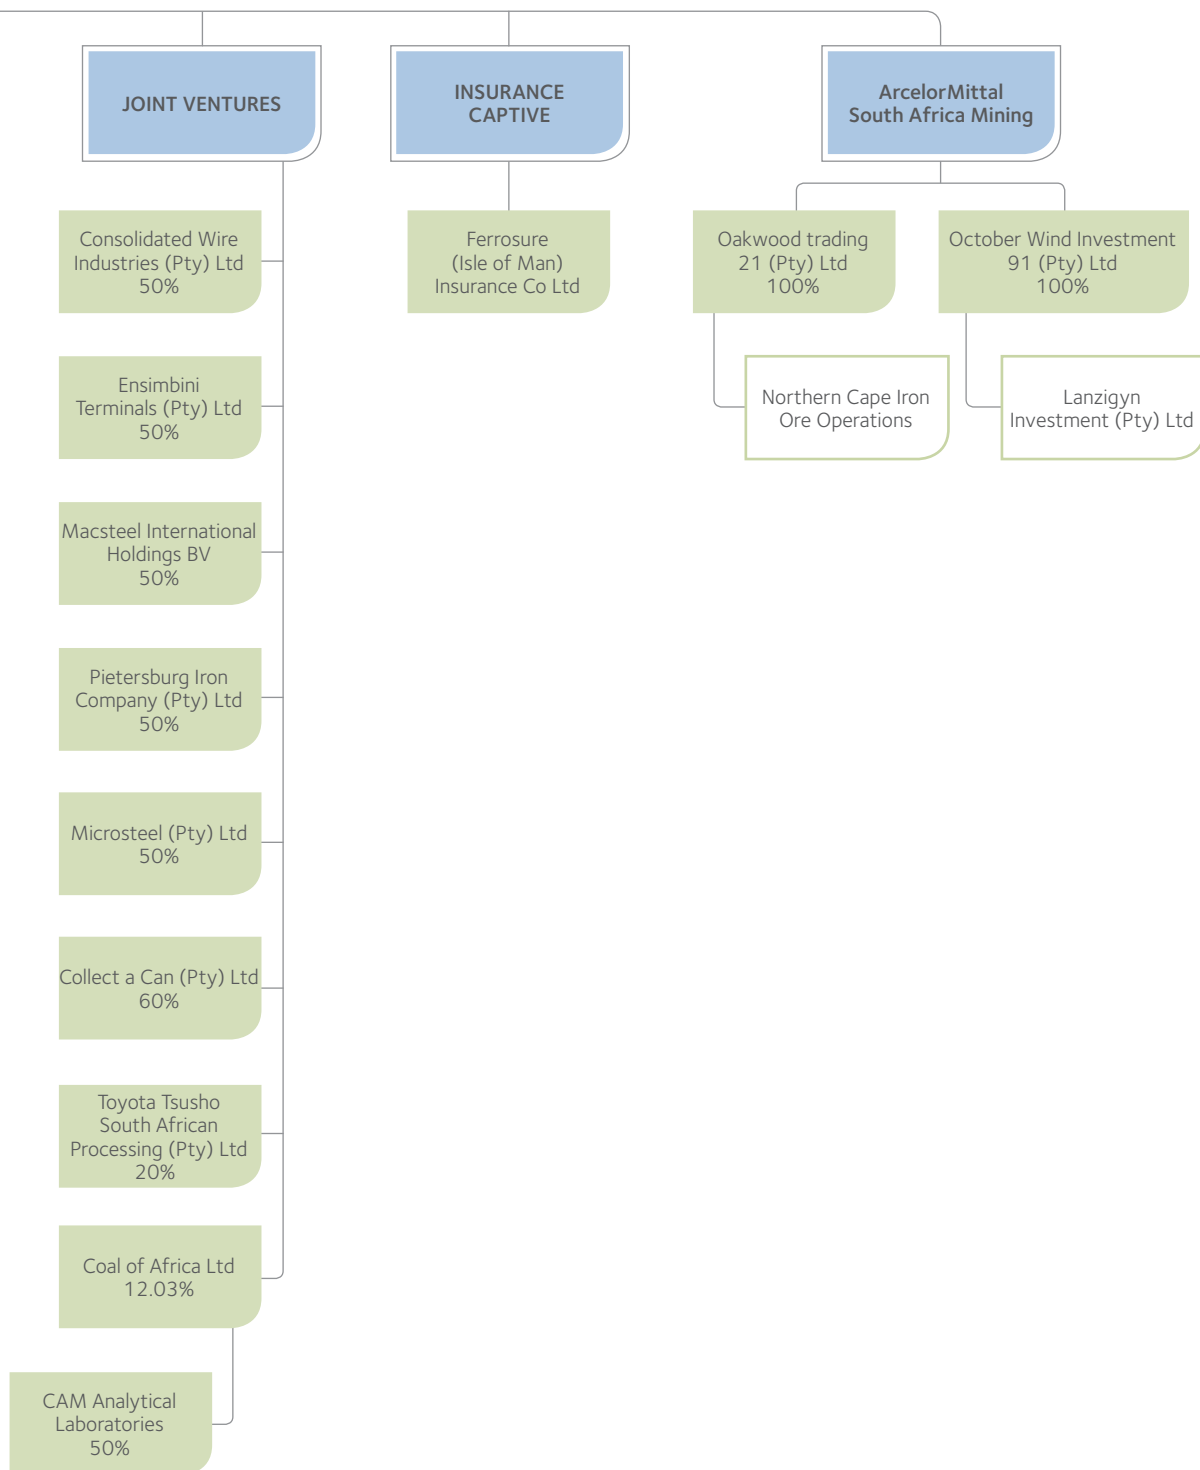 JOINT VENTURES
Consolidated Wire
Industries (Pty) Ltd
50%
Ensimbini
Terminals (Pty) Ltd
50%
Macsteel International
Holdings BV
50%
Pietersburg Iron
Company (Pty) Ltd
50%
Microsteel (Pty) Ltd
50%
Collect a Can (Pty) Ltd
60%
Toyota Tsusho
South African
Processing (Pty) Ltd
20%
Coal of Africa Ltd
12.03%
CAM Analytical
Laboratories
50%
INSURANCE
CAPTIVE
Ferrosure
(Isle of Man)
Insurance Co Ltd
ArcelorMittal
South Africa Mining
Oakwood trading
21 (Pty) Ltd
100%
Northern Cape Iron
Ore Operations
October Wind Investment
91 (Pty) Ltd
100%
Lanzigyn
Investment (Pty) Ltd